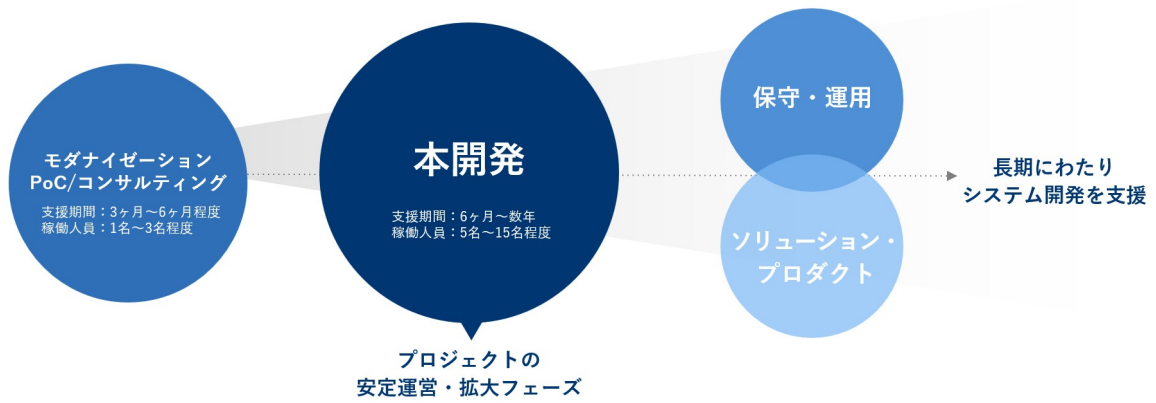 モダナイゼーション
PoC/コンサルティング
支援期間：3ヶ月〜6ヶ月程度
稼働人員：1名〜3名程度
本開発
支援期間：6ヶ月〜数年
稼働人員：5名〜15名程度
プロジェクトの
安定運営・拡大フェーズ
保守・運用
ソリューション・
プロダクト
長期にわたり
システム開発を支援